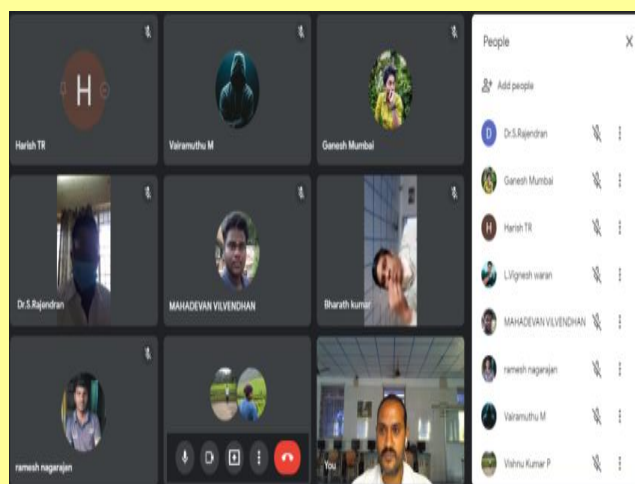 H
Harish TR
Vairamuthu M
Ganesh Mumbai
Dr.S.Rajendran
MAHADEVAN VILVENDHAN
Bharath kumar
ramesh nagarajan
You
People
Add people
D
Dr.S.Rajendran
Ganesh Mumbai
H
Harish TR
L.Vignesh waran
MAHADEVAN VILVENDHAN
ramesh nagarajan
Vairamuthu M
Vishnu Kumar P